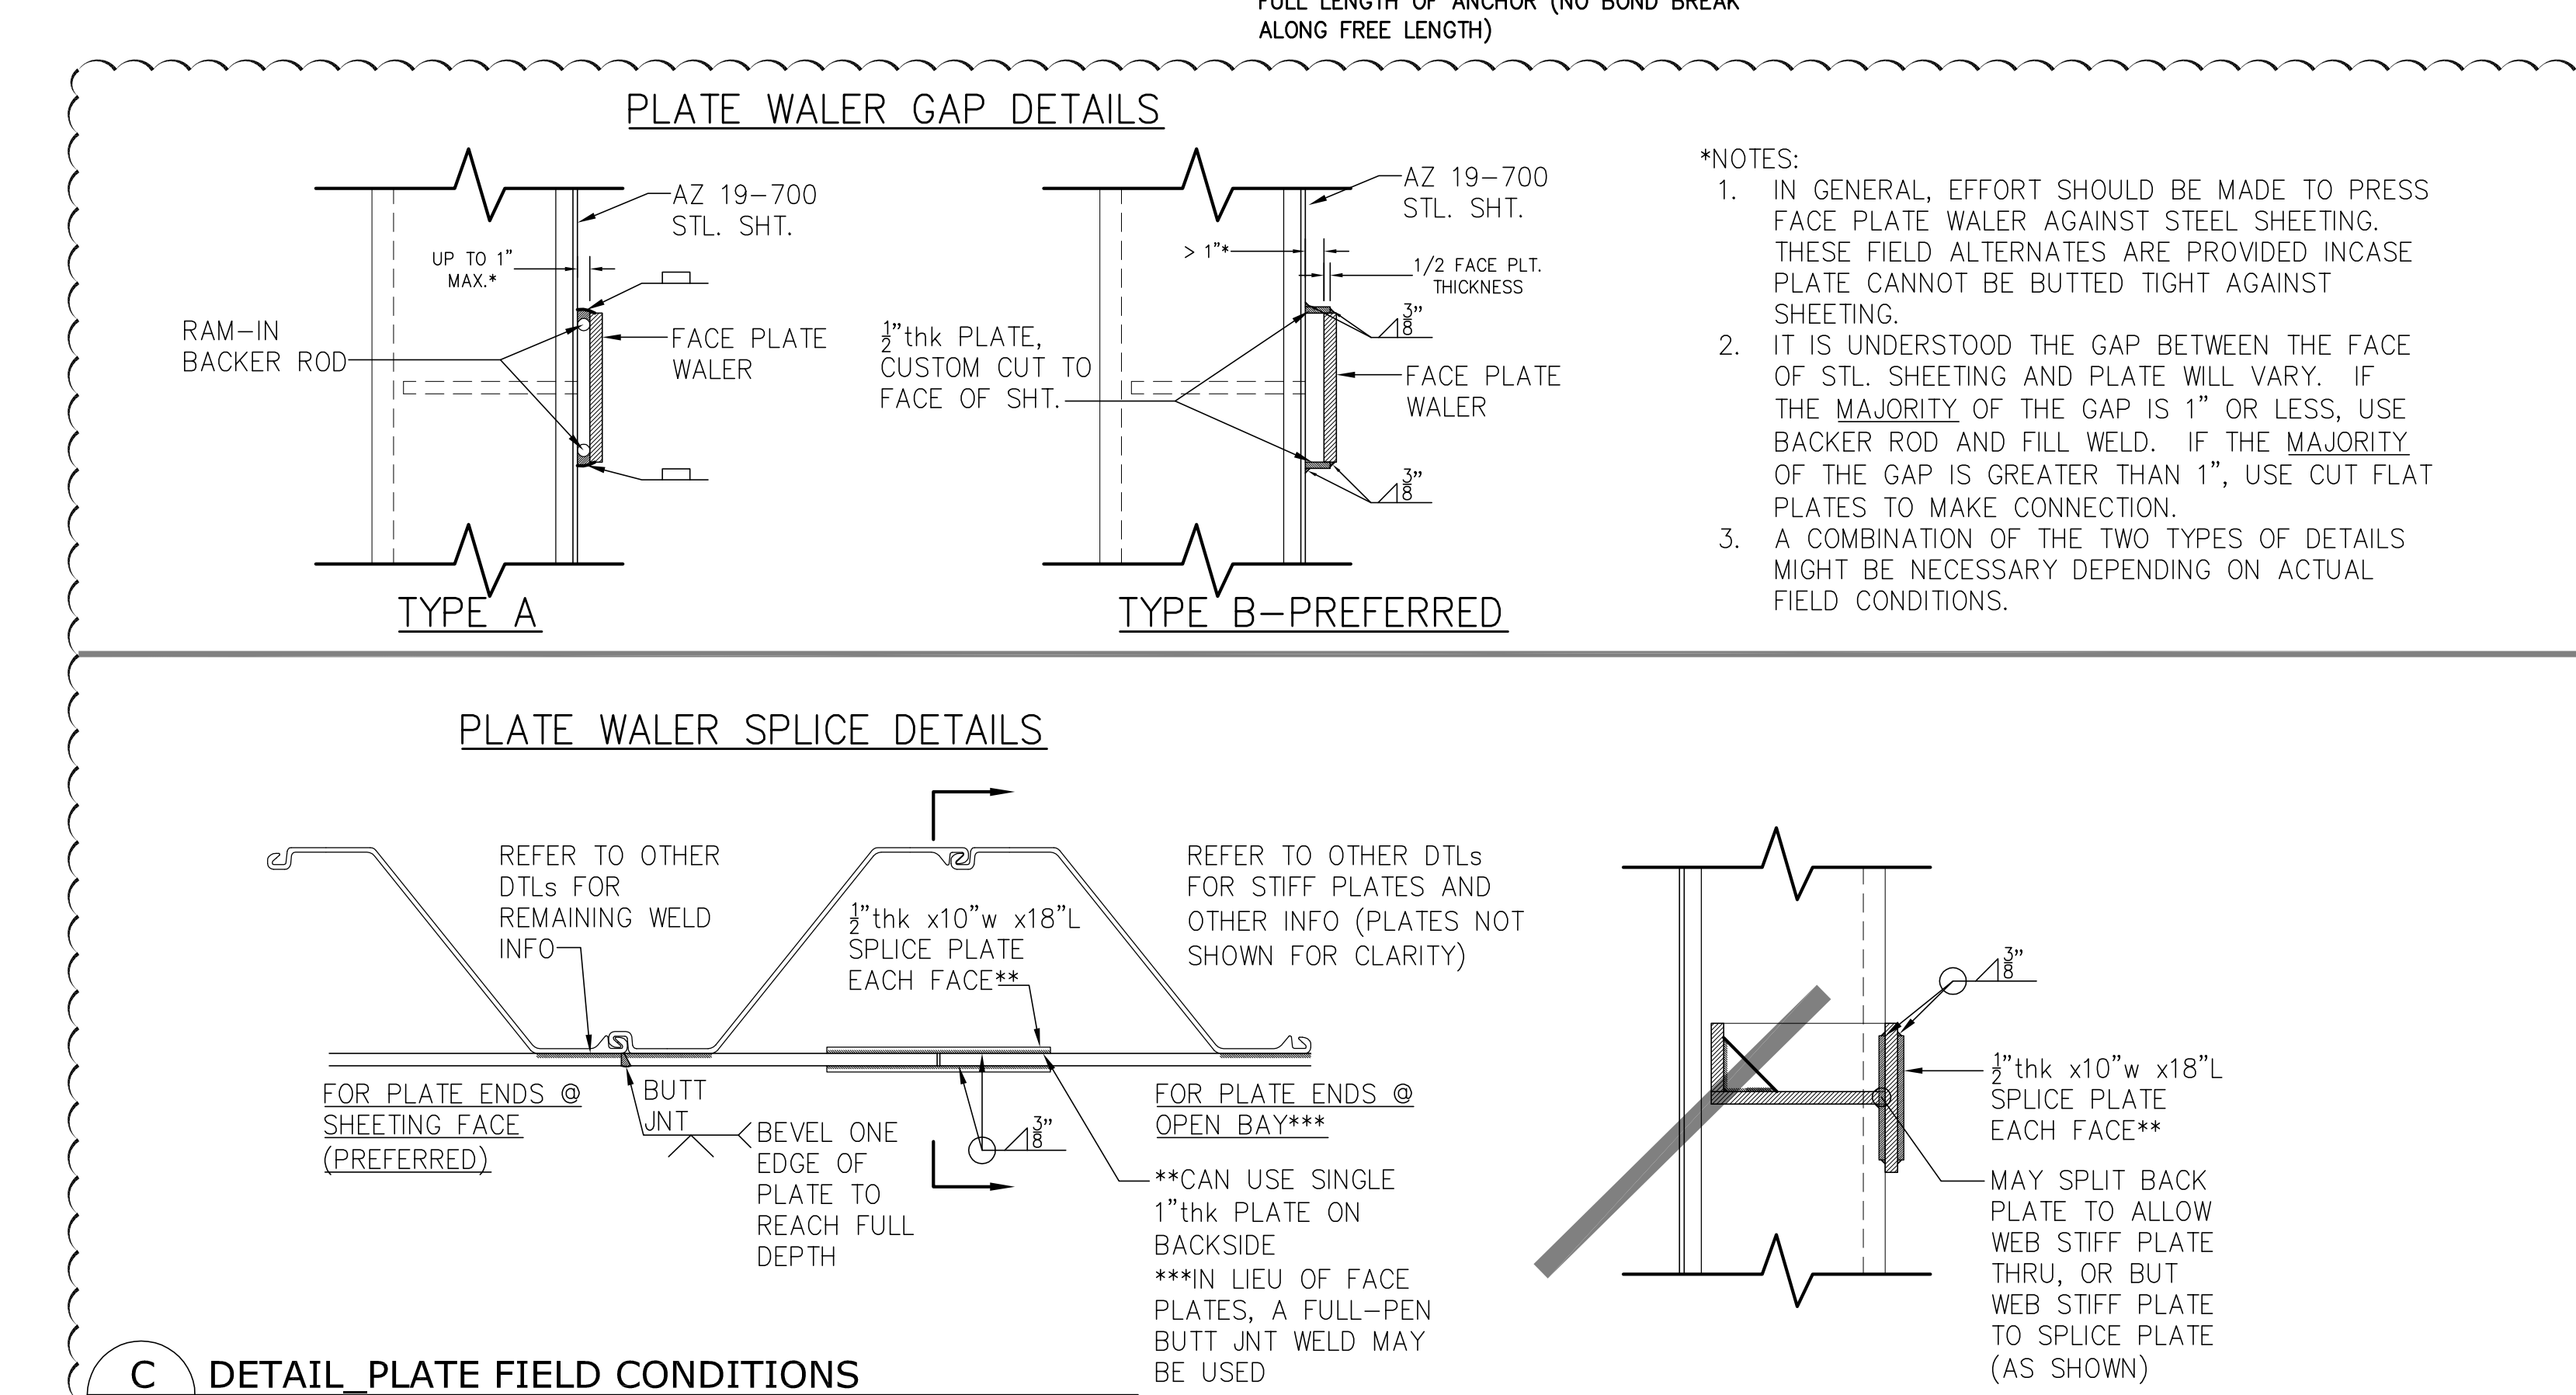 FULL LENGTH OF ANCHOR (NO BOND BREAK
ALONG FREE LENGTH)
PLATE WALER GAP DETAILS
AZ 19-700
STL. SHT.
UP TO 1"
MAX.*
RAM-IN
BACKER ROD
FACE PLATE
WALER
TYPE A
AZ 19-700
STL. SHT.
> 1"*
1/2 FACE PLT.
THICKNESS
3/8"
1/2"thk PLATE,
CUSTOM CUT TO
FACE OF SHT.
FACE PLATE
WALER
3/8"
TYPE B-PREFERRED
*NOTES:
1. IN GENERAL, EFFORT SHOULD BE MADE TO PRESS
FACE PLATE WALER AGAINST STEEL SHEETING.
THESE FIELD ALTERNATES ARE PROVIDED INCASE
PLATE CANNOT BE BUTTED TIGHT AGAINST
SHEETING.
2. IT IS UNDERSTOOD THE GAP BETWEEN THE FACE
OF STL. SHEETING AND PLATE WILL VARY. IF
THE MAJORITY OF THE GAP IS 1" OR LESS, USE
BACKER ROD AND FILL WELD. IF THE MAJORITY
OF THE GAP IS GREATER THAN 1", USE CUT FLAT
PLATES TO MAKE CONNECTION.
3. A COMBINATION OF THE TWO TYPES OF DETAILS
MIGHT BE NECESSARY DEPENDING ON ACTUAL
FIELD CONDITIONS.
PLATE WALER SPLICE DETAILS
REFER TO OTHER
DTLs FOR
REMAINING WELD
INFO
1/2"thk x10"w x18"L
SPLICE PLATE
EACH FACE**
REFER TO OTHER DTLs
FOR STIFF PLATES AND
OTHER INFO (PLATES NOT
SHOWN FOR CLARITY)
FOR PLATE ENDS @
SHEETING FACE
(PREFERRED)
BUTT
JNT
BEVEL ONE
EDGE OF
PLATE TO
REACH FULL
DEPTH
3/8"
FOR PLATE ENDS @
OPEN BAY***
**CAN USE SINGLE
1"thk PLATE ON
BACKSIDE
***IN LIEU OF FACE
PLATES, A FULL-PEN
BUTT JNT WELD MAY
BE USED
3/8"
1/2"thk x10"w x18"L
SPLICE PLATE
EACH FACE**
MAY SPLIT BACK
PLATE TO ALLOW
WEB STIFF PLATE
THRU, OR BUT
WEB STIFF PLATE
TO SPLICE PLATE
(AS SHOWN)
C DETAIL_PLATE FIELD CONDITIONS